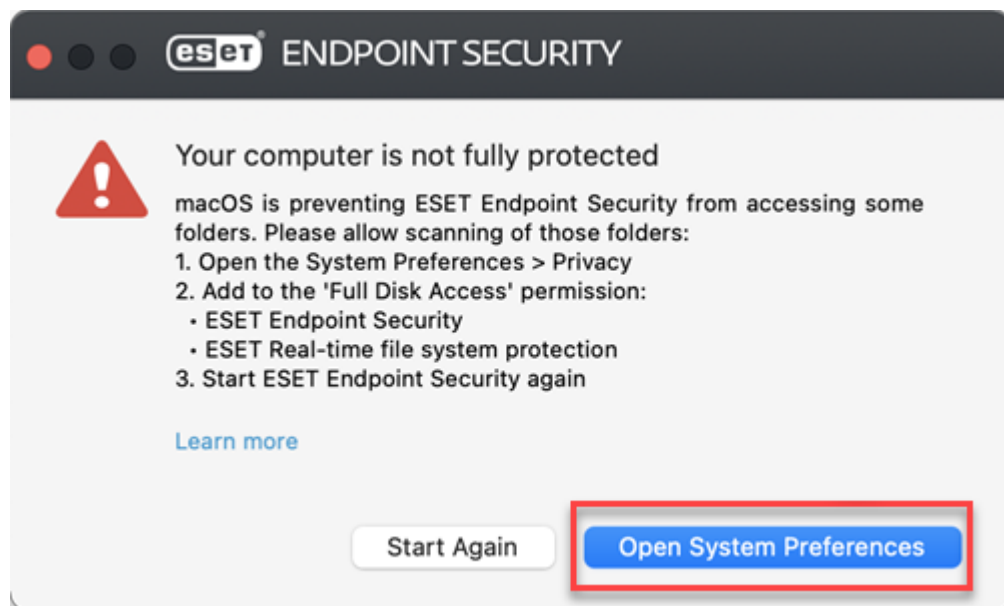 eset® ENDPOINT SECURITY
Your computer is not fully protected
macOS is preventing ESET Endpoint Security from accessing some
folders. Please allow scanning of those folders:
1. Open the System Preferences > Privacy
2. Add to the 'Full Disk Access' permission:
• ESET Endpoint Security
• ESET Real-time file system protection
3. Start ESET Endpoint Security again
Learn more
Start Again
Open System Preferences